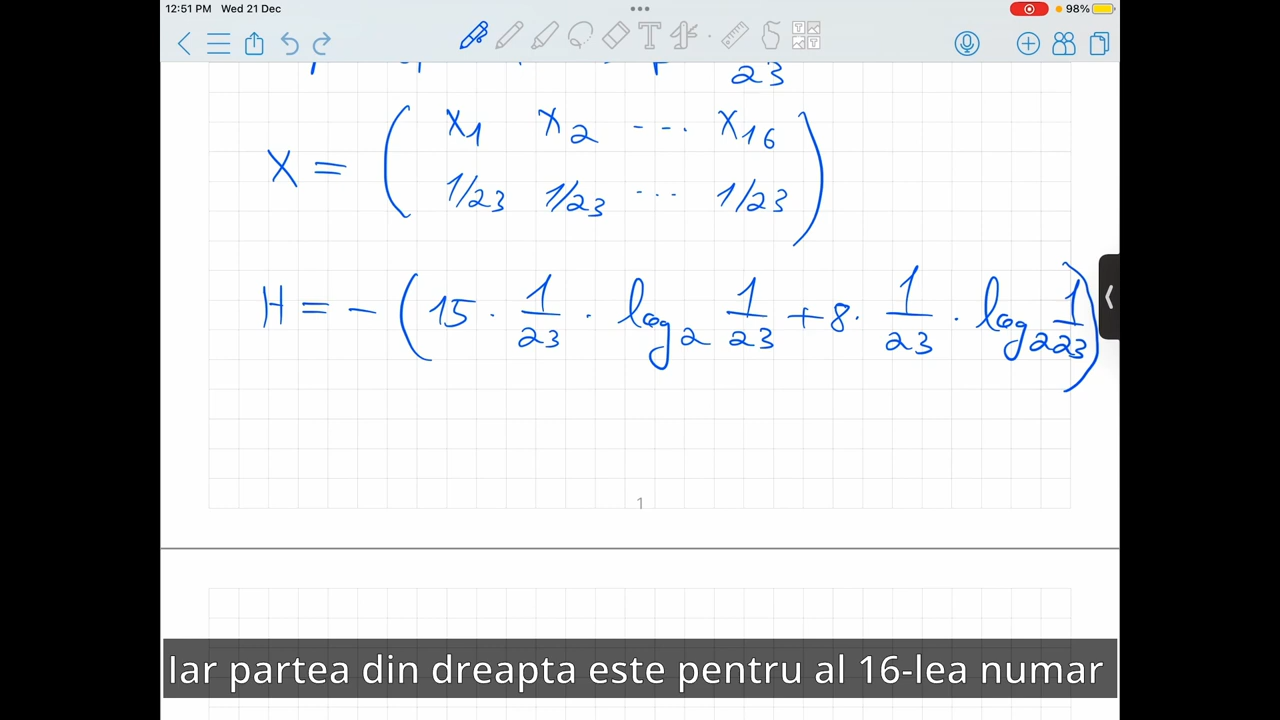 12:51 PM Wed 21 Dec
98%
23
X = ( x1 x2 ... x16
1/23 1/23 ... 1/23 )
H = - ( 15 · 1/23 · log2 1/23 + 8 · 1/23 · log2 1/23 )
1
Iar partea din dreapta este pentru al 16-lea numar